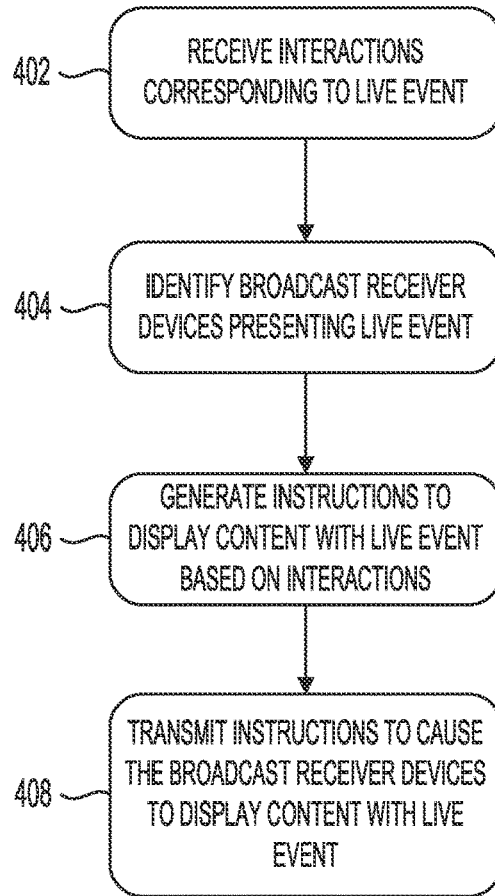 402
RECEIVE INTERACTIONS
CORRESPONDING TO LIVE EVENT
404
IDENTIFY BROADCAST RECEIVER
DEVICES PRESENTING LIVE EVENT
406
GENERATE INSTRUCTIONS TO
DISPLAY CONTENT WITH LIVE EVENT
BASED ON INTERACTIONS
408
TRANSMIT INSTRUCTIONS TO CAUSE
THE BROADCAST RECEIVER DEVICES
TO DISPLAY CONTENT WITH LIVE
EVENT